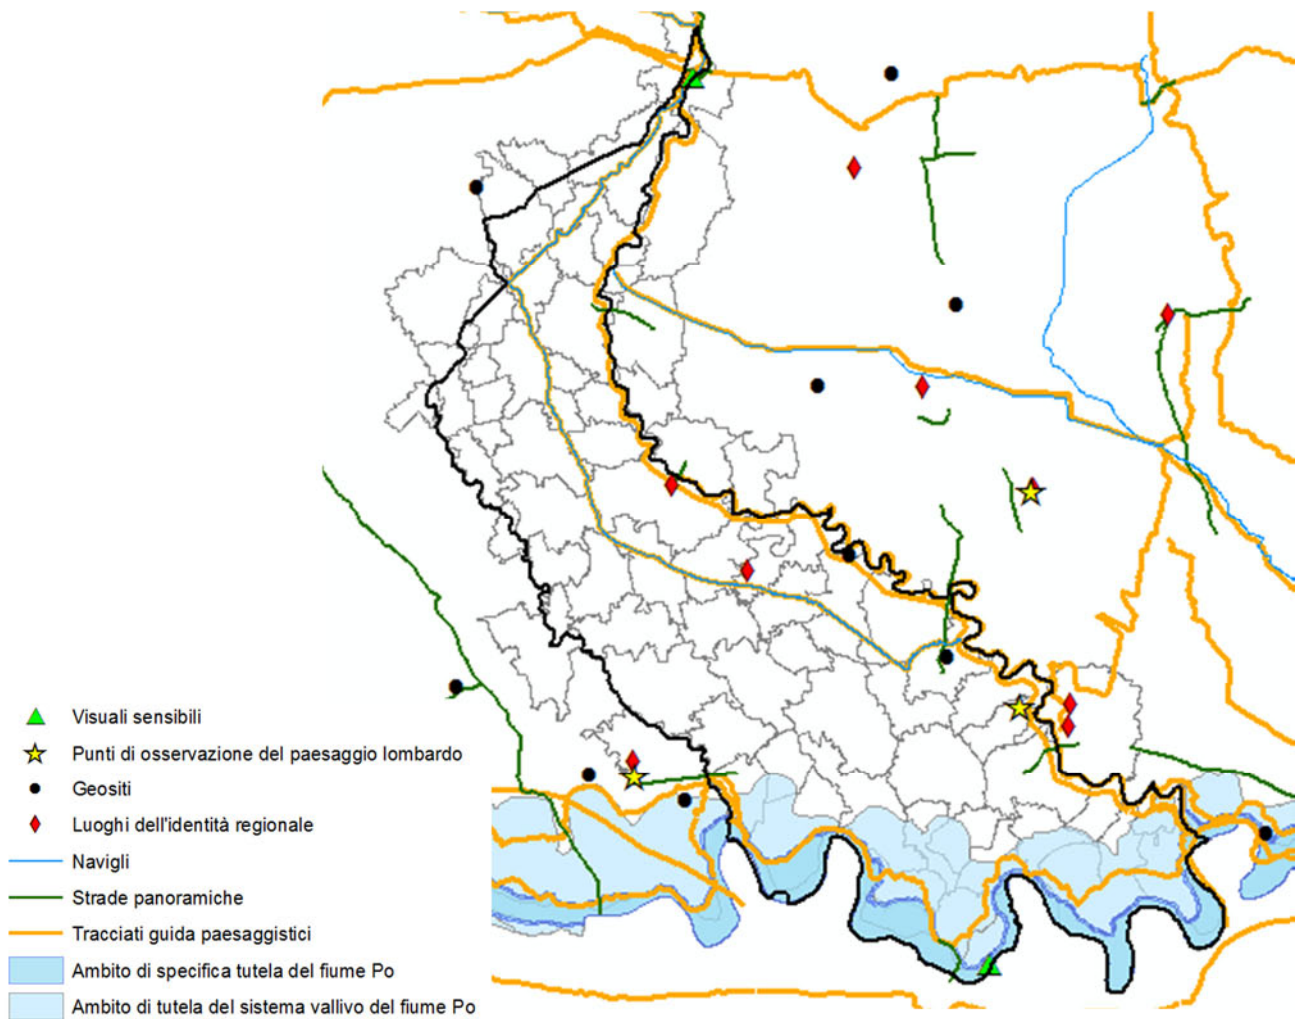 Visuali sensibili
Punti di osservazione del paesaggio lombardo
Geositi
Luoghi dell'identità regionale
Navigli
Strade panoramiche
Tracciati guida paesaggistici
Ambito di specifica tutela del fiume Po
Ambito di tutela del sistema vallivo del fiume Po